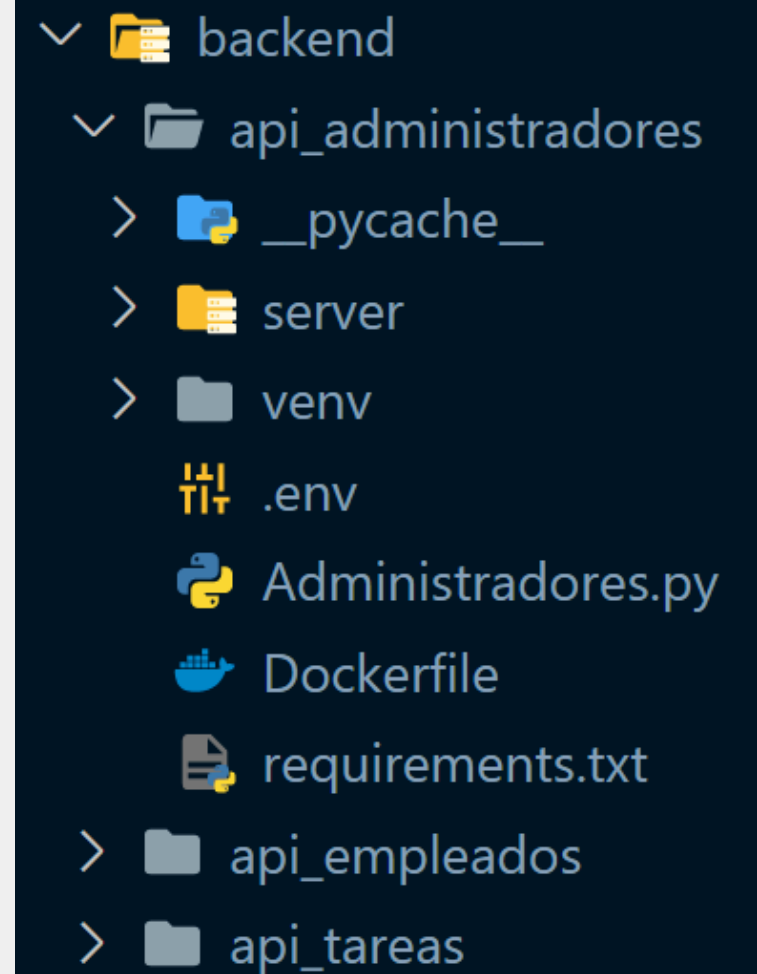 backend
api_administradores
__pycache__
server
venv
.env
Administradores.py
Dockerfile
requirements.txt
api_empleados
api_tareas